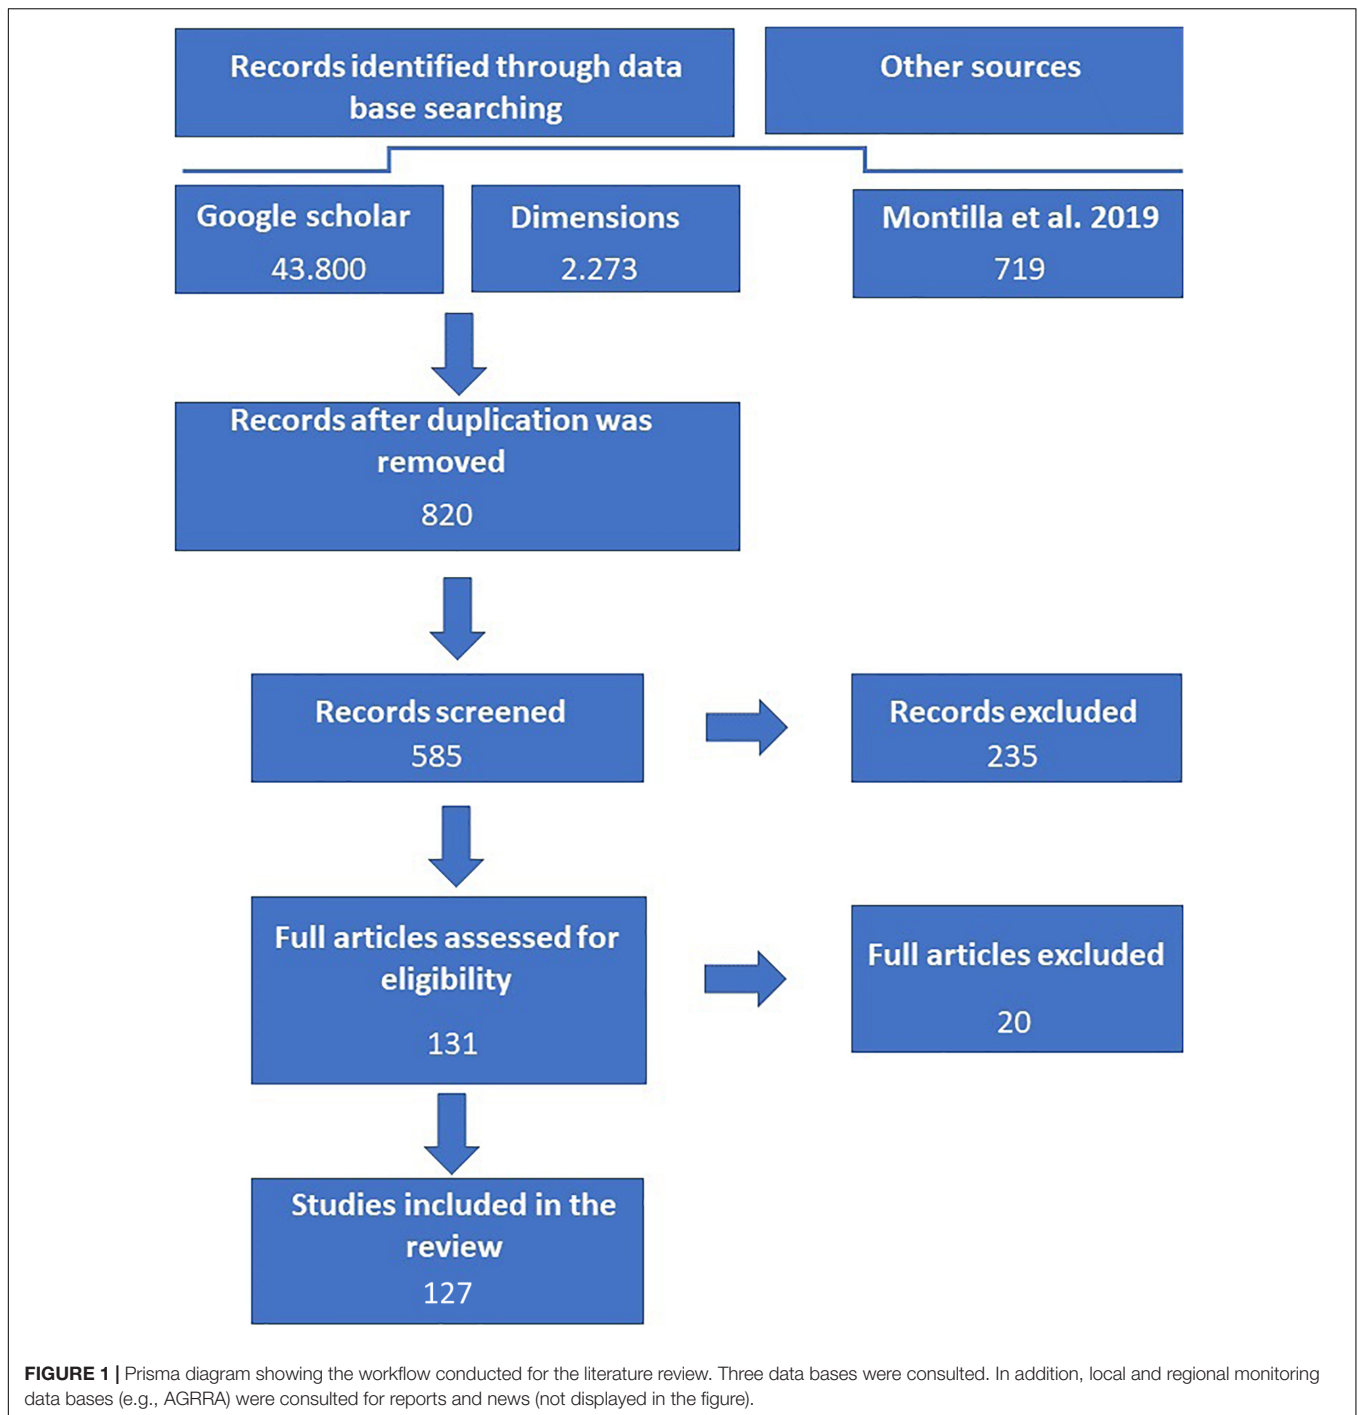 Records identified through data
base searching
Other sources
Google scholar
43.800
Dimensions
2.273
Montilla et al. 2019
719
Records after duplication was
removed
820
Records screened
585
Records excluded
235
Full articles assessed for
eligibility
131
Full articles excluded
20
Studies included in the
review
127
FIGURE 1 | Prisma diagram showing the workflow conducted for the literature review. Three data bases were consulted. In addition, local and regional monitoring
data bases (e.g., AGRRA) were consulted for reports and news (not displayed in the figure).